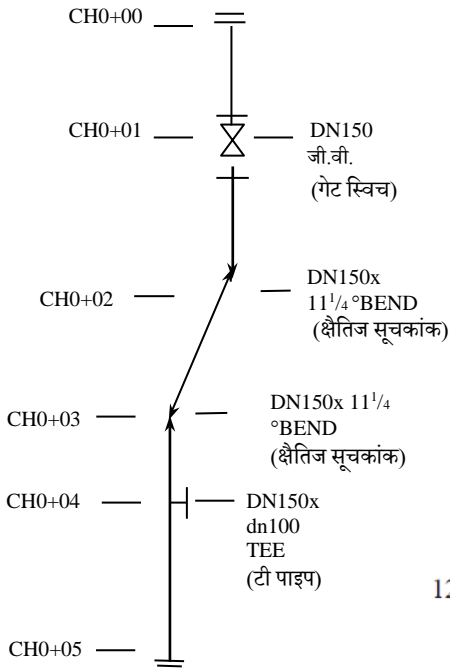 CH0+00
CH0+01
DN150
जी.वी.
(गेट स्विच)
CH0+02
DN150x
11¹/₄ °BEND
(क्षैतिज सूचकांक)
CH0+03
DN150x 11¹/₄
°BEND
(क्षैतिज सूचकांक)
CH0+04
DN150x
dn100
TEE
(टी पाइप)
12
CH0+05